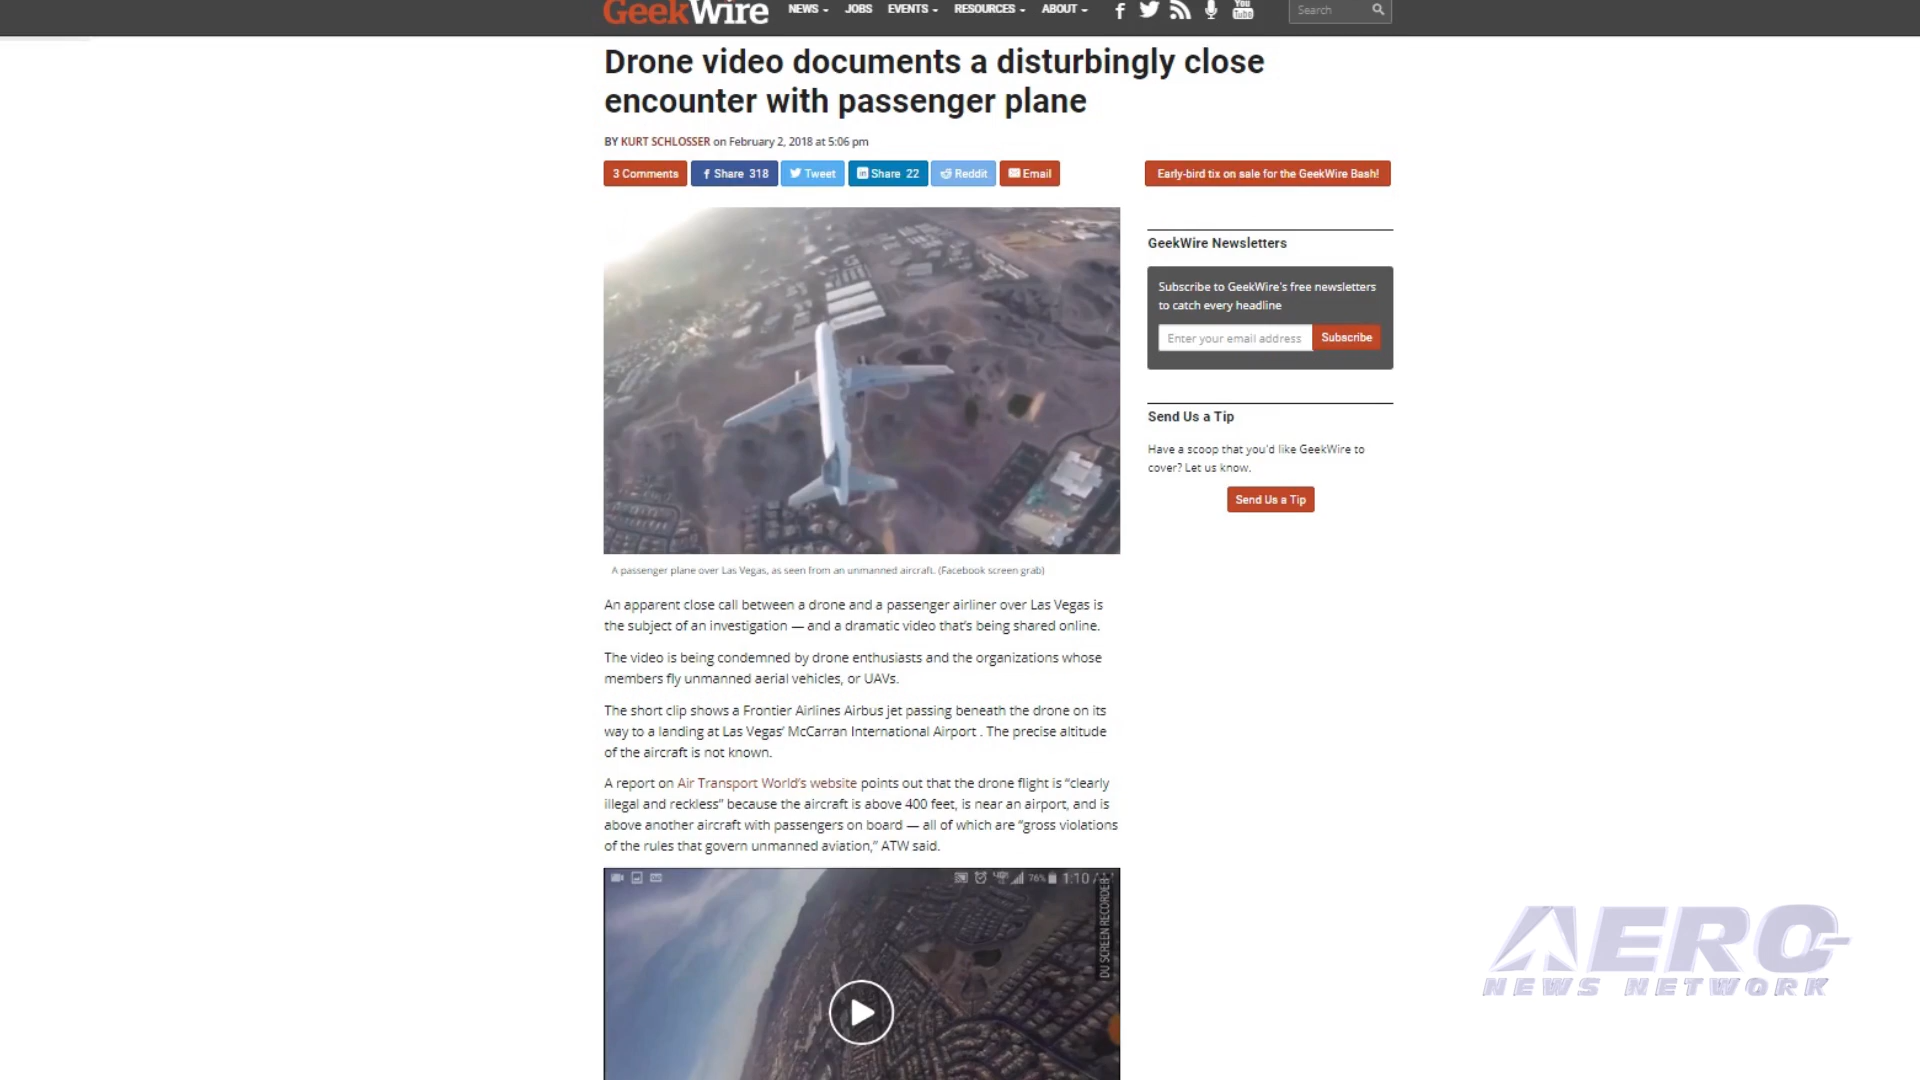 GeekWire NEWS JOBS EVENTS RESOURCES ABOUT You Tube Search
Drone video documents a disturbingly close
encounter with passenger plane
BY KURT SCHLOSSER on February 2, 2018 at 5:06 pm
3 Comments Share 318 Tweet Share 22 Reddit Email Early-bird tix on sale for the GeekWire Bash!
GeekWire Newsletters
Subscribe to GeekWire's free newsletters
to catch every headline
Enter your email address Subscribe
Send Us a Tip
Have a scoop that you'd like GeekWire to
cover? Let us know.
Send Us a Tip
A passenger plane over Las Vegas, as seen from an unmanned aircraft. (Facebook screen grab)
An apparent close call between a drone and a passenger airliner over Las Vegas is
the subject of an investigation — and a dramatic video that's being shared online.
The video is being condemned by drone enthusiasts and the organizations whose
members fly unmanned aerial vehicles, or UAVs.
The short clip shows a Frontier Airlines Airbus jet passing beneath the drone on its
way to a landing at Las Vegas' McCarran International Airport . The precise altitude
of the aircraft is not known.
A report on Air Transport World's website points out that the drone flight is "clearly
illegal and reckless" because the aircraft is above 400 feet, is near an airport, and is
above another aircraft with passengers on board — all of which are "gross violations
of the rules that govern unmanned aviation," ATW said.
76% 1:10
DU SCREEN RECORDER
AERO
NEWS NETWORK